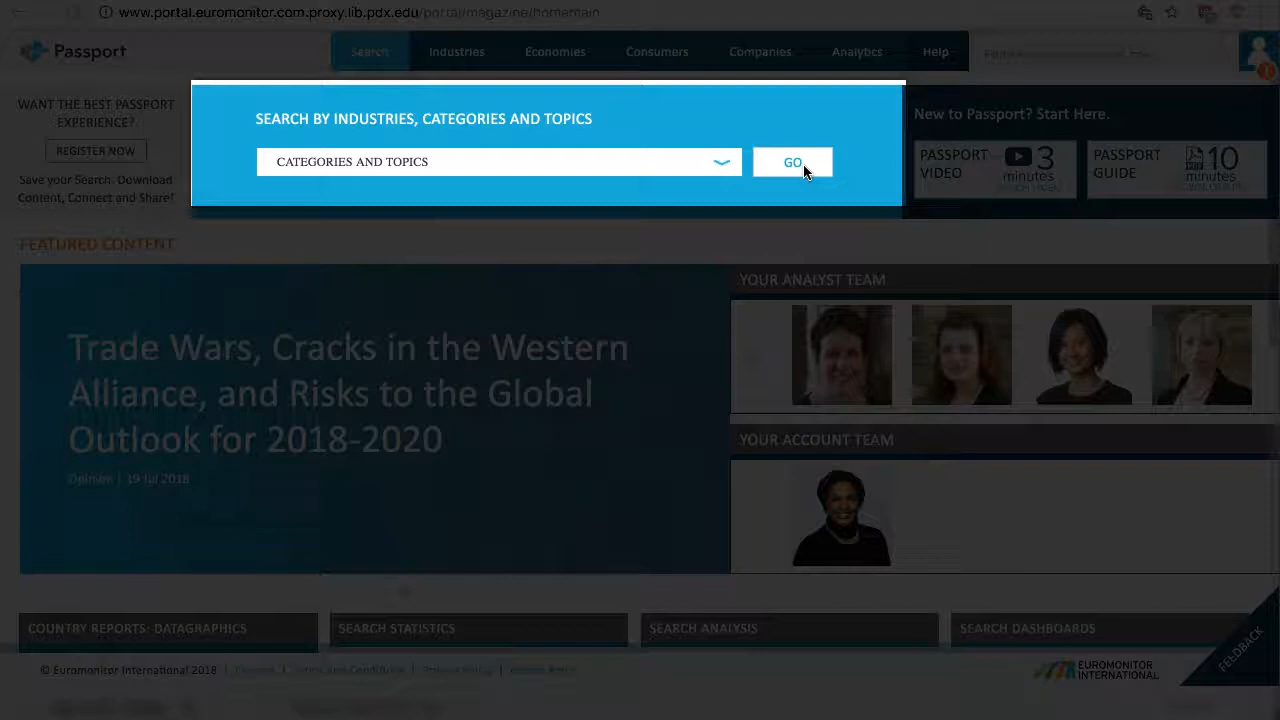 www.portal.euromonitor.com.proxy.lib.pdx.edu/portal/magazine/homemain
Passport
Search
Industries
Economies
Consumers
Companies
Analytics
Help
WANT THE BEST PASSPORT
EXPERIENCE?
REGISTER NOW
Save your Search, Download
Content, Connect and Share!
SEARCH BY INDUSTRIES, CATEGORIES AND TOPICS
CATEGORIES AND TOPICS
GO
New to Passport? Start Here.
PASSPORT
VIDEO
3
minutes
PASSPORT
GUIDE
10
minutes
FEATURED CONTENT
Trade Wars, Cracks in the Western
Alliance, and Risks to the Global
Outlook for 2018-2020
Opinion | 19 Jul 2018
YOUR ANALYST TEAM
YOUR ACCOUNT TEAM
COUNTRY REPORTS: DATAGRAPHICS
SEARCH STATISTICS
SEARCH ANALYSIS
SEARCH DASHBOARDS
© Euromonitor International 2018 | | Terms and Conditions | Privacy Policy |
EUROMONITOR
INTERNATIONAL
FEEDBACK